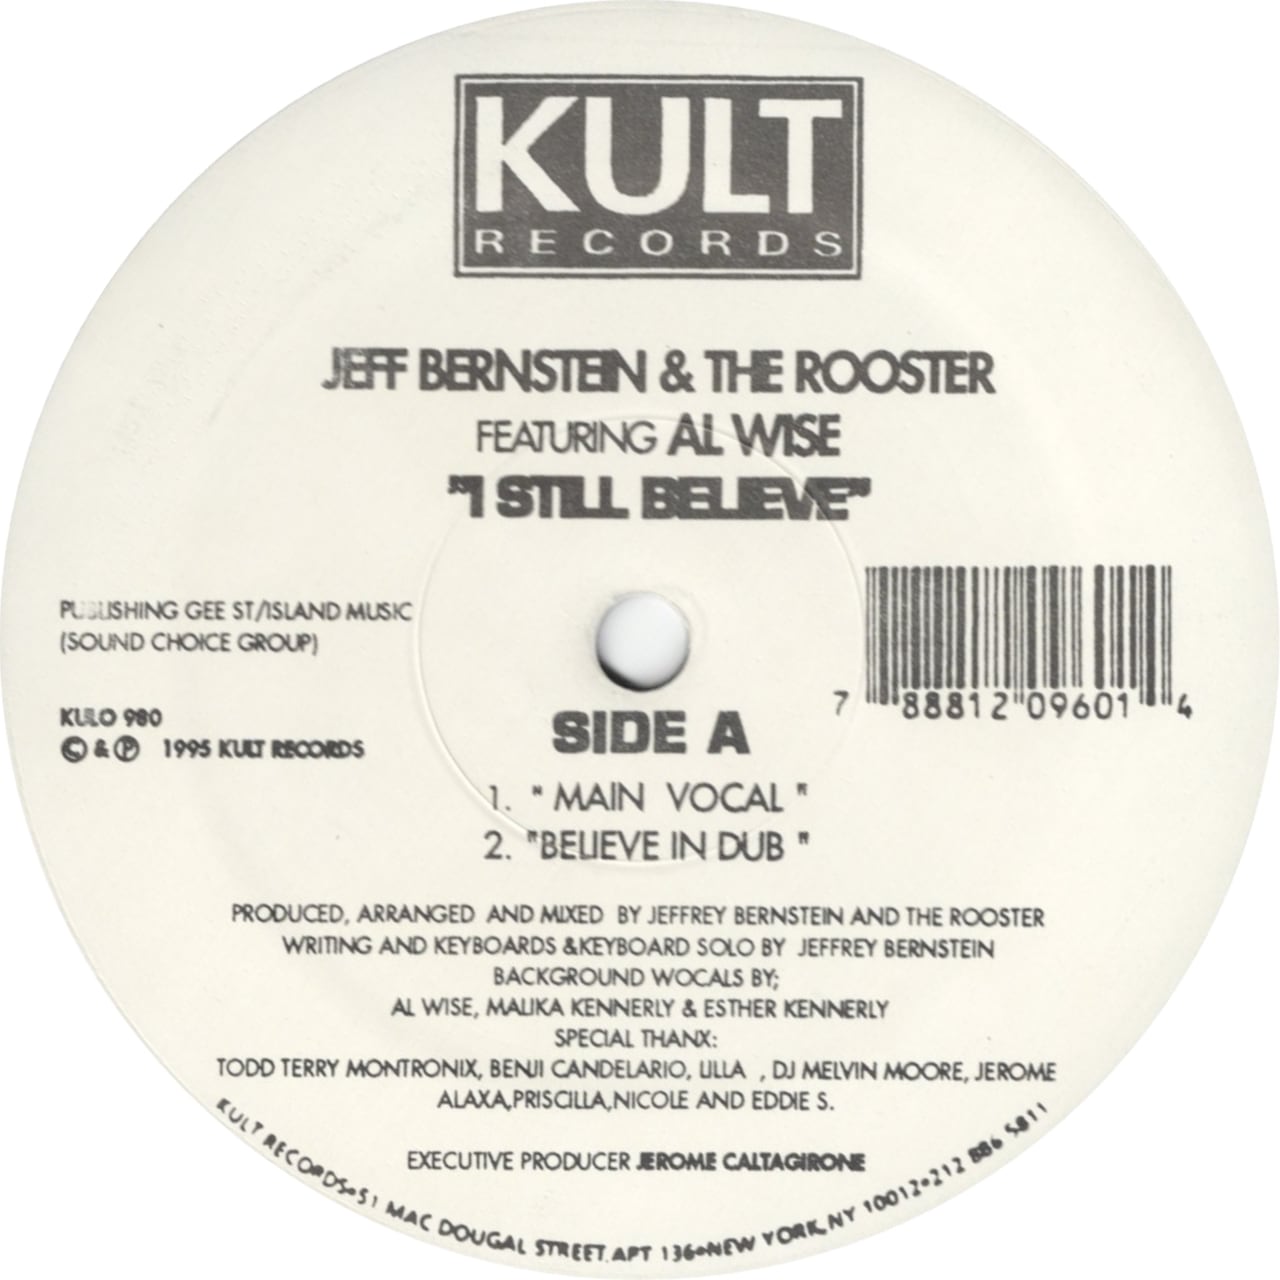 KULT
RECORDS
JEFF BERNSTEIN & THE ROOSTER
FEATURING AL WISE
"I STILL BELIEVE"
PUBLISHING GEE ST/ISLAND MUSIC
(SOUND CHOICE GROUP)
7 88812 09601 4
KULO 980
© & ℗ 1995 KULT RECORDS
SIDE A
1. " MAIN VOCAL "
2. "BELIEVE IN DUB "
PRODUCED, ARRANGED AND MIXED BY JEFFREY BERNSTEIN AND THE ROOSTER
WRITING AND KEYBOARDS &KEYBOARD SOLO BY JEFFREY BERNSTEIN
BACKGROUND WOCALS BY;
AL WISE, MALIKA KENNERLY & ESTHER KENNERLY
SPECIAL THANX:
TODD TERRY MONTRONIX, BENJI CANDELARIO, LILLA , DJ MELVIN MOORE, JEROME
ALAXA,PRISCILLA,NICOLE AND EDDIE S.
EXECUTIVE PRODUCER JEROME CALTAGIRONE
KULT RECORDS•51 MAC DOUGAL STREET. APT 136•NEW YORK, NY 10012•212 886 5811